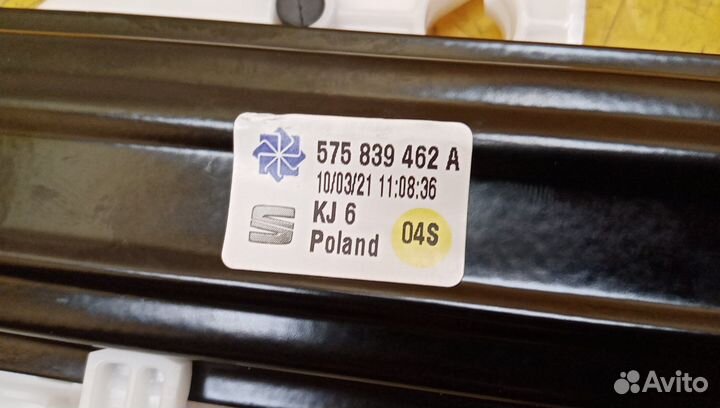 575 839 462 A
10/03/21 11:08:36
KJ 6
04S
Poland
Avito